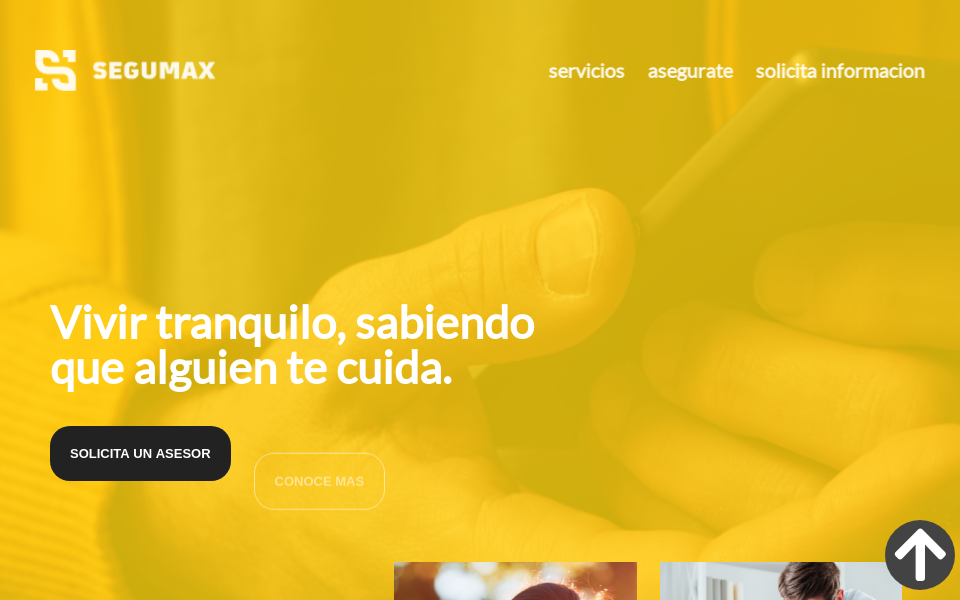 SEGUMAX
servicios asegurate solicita informacion
Vivir tranquilo, sabiendo
que alguien te cuida.
SOLICITA UN ASESOR
CONOCE MAS